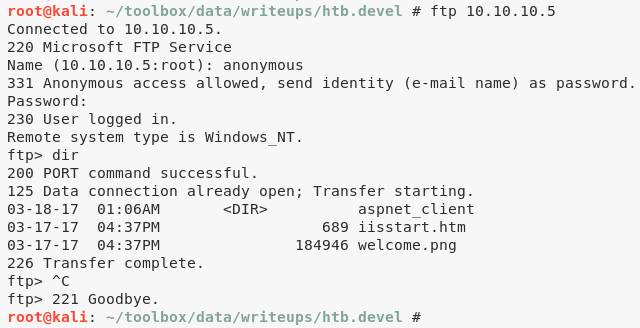 root@kali: ~/toolbox/data/writeups/htb.devel # ftp 10.10.10.5
Connected to 10.10.10.5.
220 Microsoft FTP Service
Name (10.10.10.5:root): anonymous
331 Anonymous access allowed, send identity (e-mail name) as password.
Password:
230 User logged in.
Remote system type is Windows_NT.
ftp> dir
200 PORT command successful.
125 Data connection already open; Transfer starting.
03-18-17  01:06AM       <DIR>          aspnet_client
03-17-17  04:37PM                  689 iisstart.htm
03-17-17  04:37PM               184946 welcome.png
226 Transfer complete.
ftp> ^C
ftp> 221 Goodbye.
root@kali: ~/toolbox/data/writeups/htb.devel #